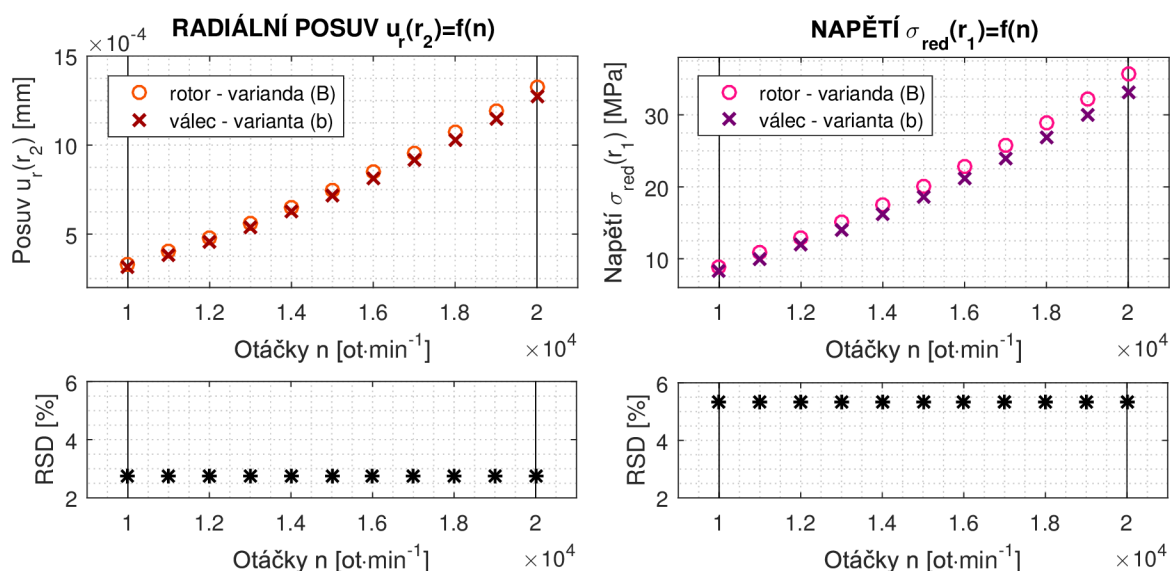 RADIÁLNÍ POSUV u_r(r_2)=f(n)
×10^-4
15
10
5
Posuv u_r(r_2) [mm]
rotor - varianda (B)
válec - varianta (b)
1 1.2 1.4 1.6 1.8 2
Otáčky n [ot·min^-1]
×10^4
NAPĚTÍ σ_red(r_1)=f(n)
30
20
10
Napětí σ_red(r_1) [MPa]
rotor - varianda (B)
válec - varianta (b)
1 1.2 1.4 1.6 1.8 2
Otáčky n [ot·min^-1]
×10^4
6
4
2
RSD [%]
1 1.2 1.4 1.6 1.8 2
Otáčky n [ot·min^-1]
×10^4
6
4
2
RSD [%]
1 1.2 1.4 1.6 1.8 2
Otáčky n [ot·min^-1]
×10^4